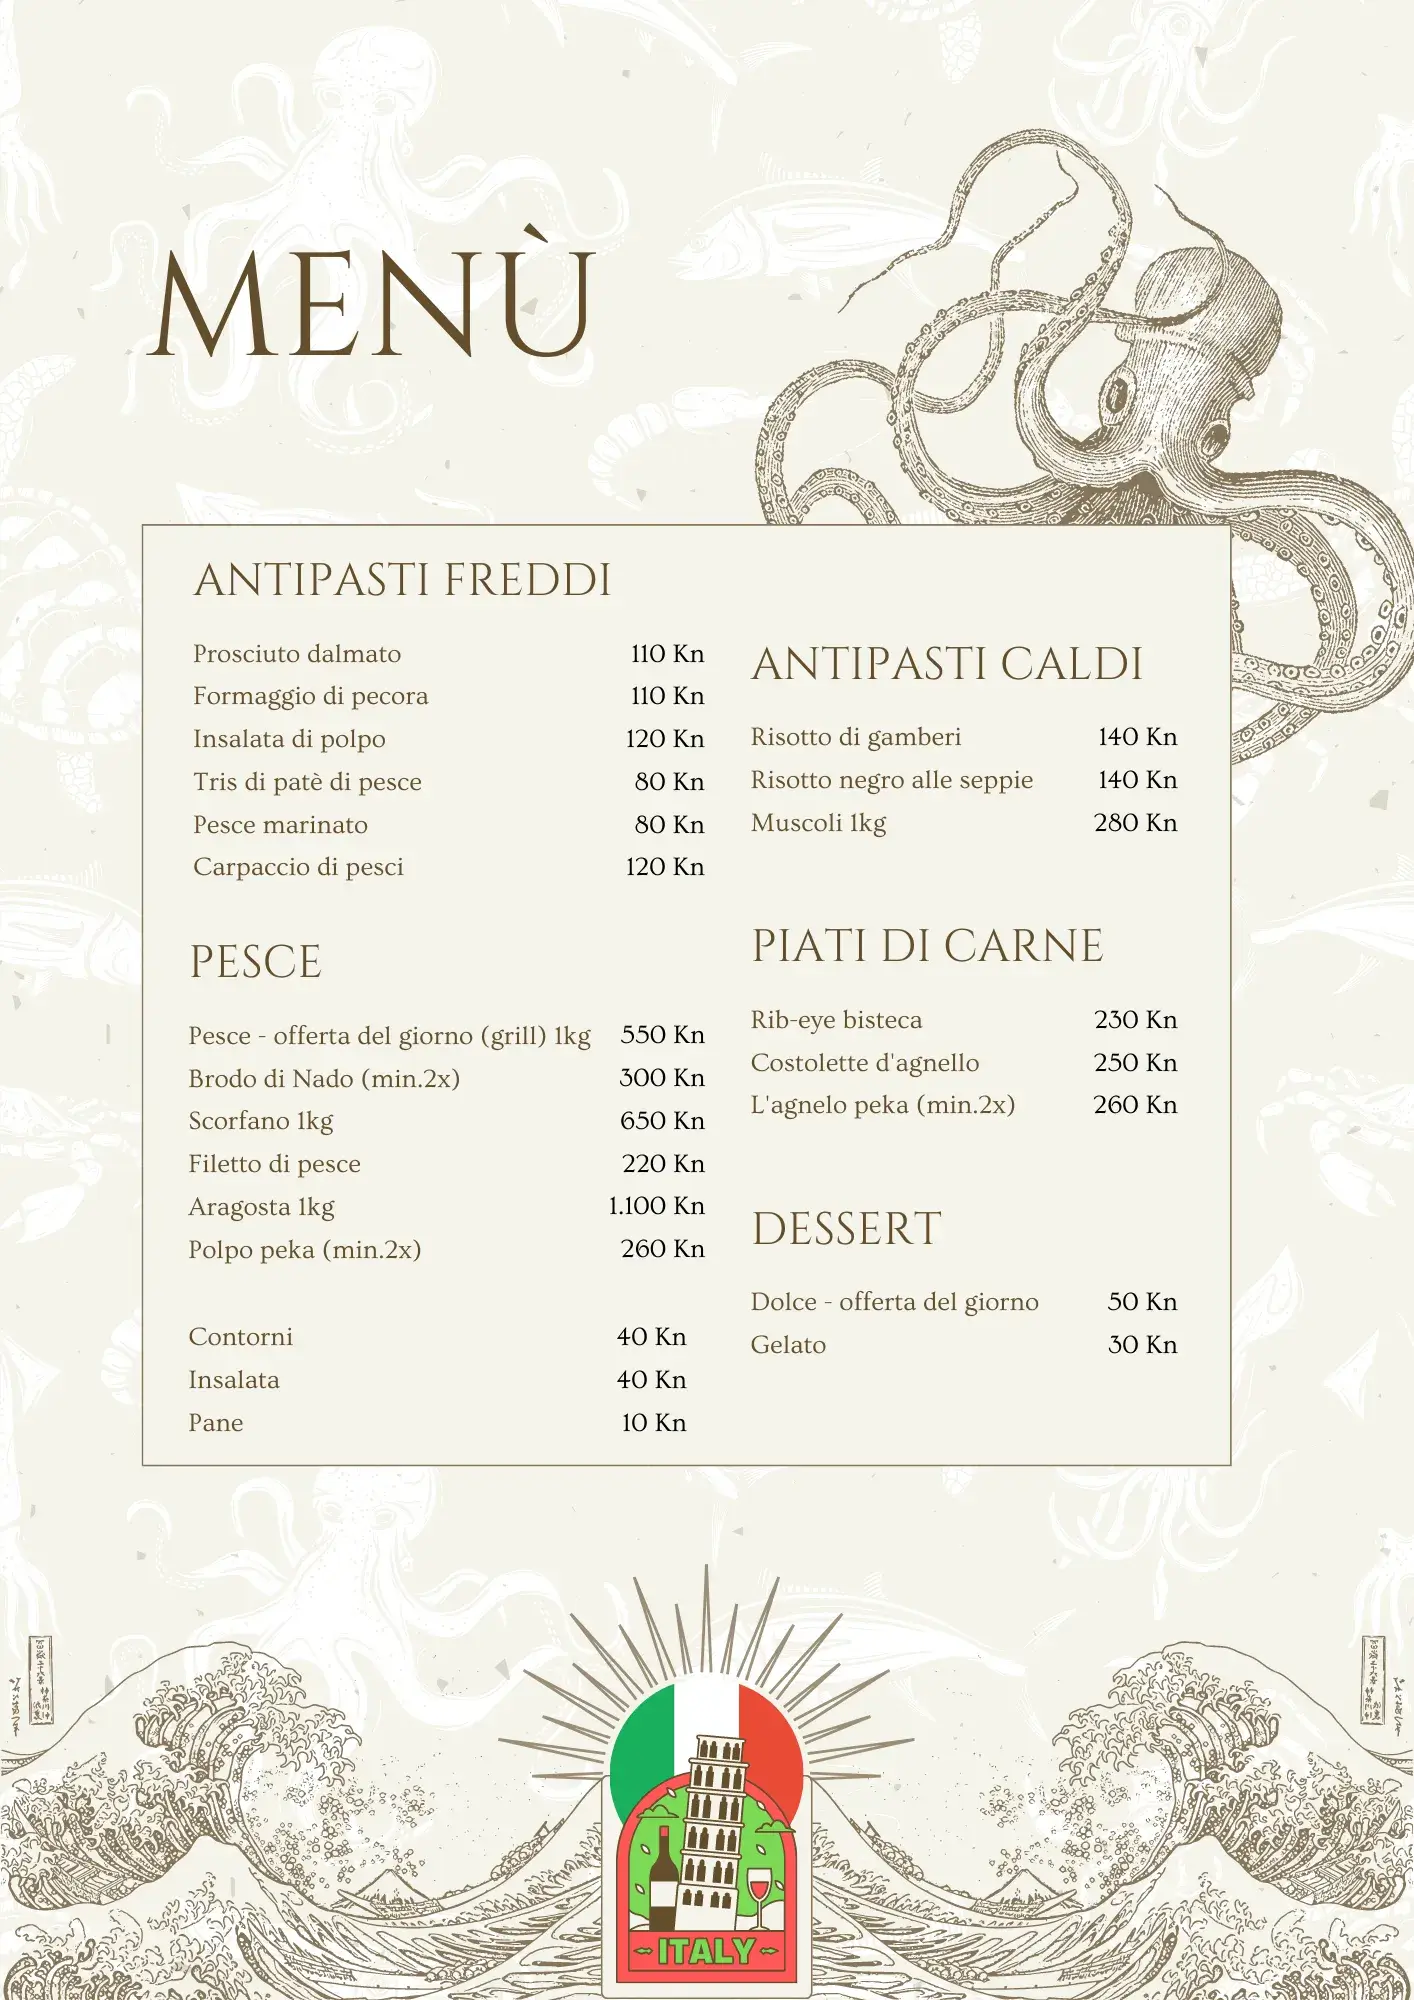 MENÙ
ANTIPASTI FREDDI
Prosciuto dalmato 110 Kn
Formaggio di pecora 110 Kn
Insalata di polpo 120 Kn
Tris di patè di pesce 80 Kn
Pesce marinato 80 Kn
Carpaccio di pesci 120 Kn
PESCE
Pesce - offerta del giorno (grill) 1kg 550 Kn
Brodo di Nado (min.2x) 300 Kn
Scorfano 1kg 650 Kn
Filetto di pesce 220 Kn
Aragosta 1kg 1.100 Kn
Polpo peka (min.2x) 260 Kn
Contorni 40 Kn
Insalata 40 Kn
Pane 10 Kn
ANTIPASTI CALDI
Risotto di gamberi 140 Kn
Risotto negro alle seppie 140 Kn
Muscoli 1kg 280 Kn
PIATI DI CARNE
Rib-eye bisteca 230 Kn
Costolette d'agnello 250 Kn
L'agnelo peka (min.2x) 260 Kn
DESSERT
Dolce - offerta del giorno 50 Kn
Gelato 30 Kn
ITALY